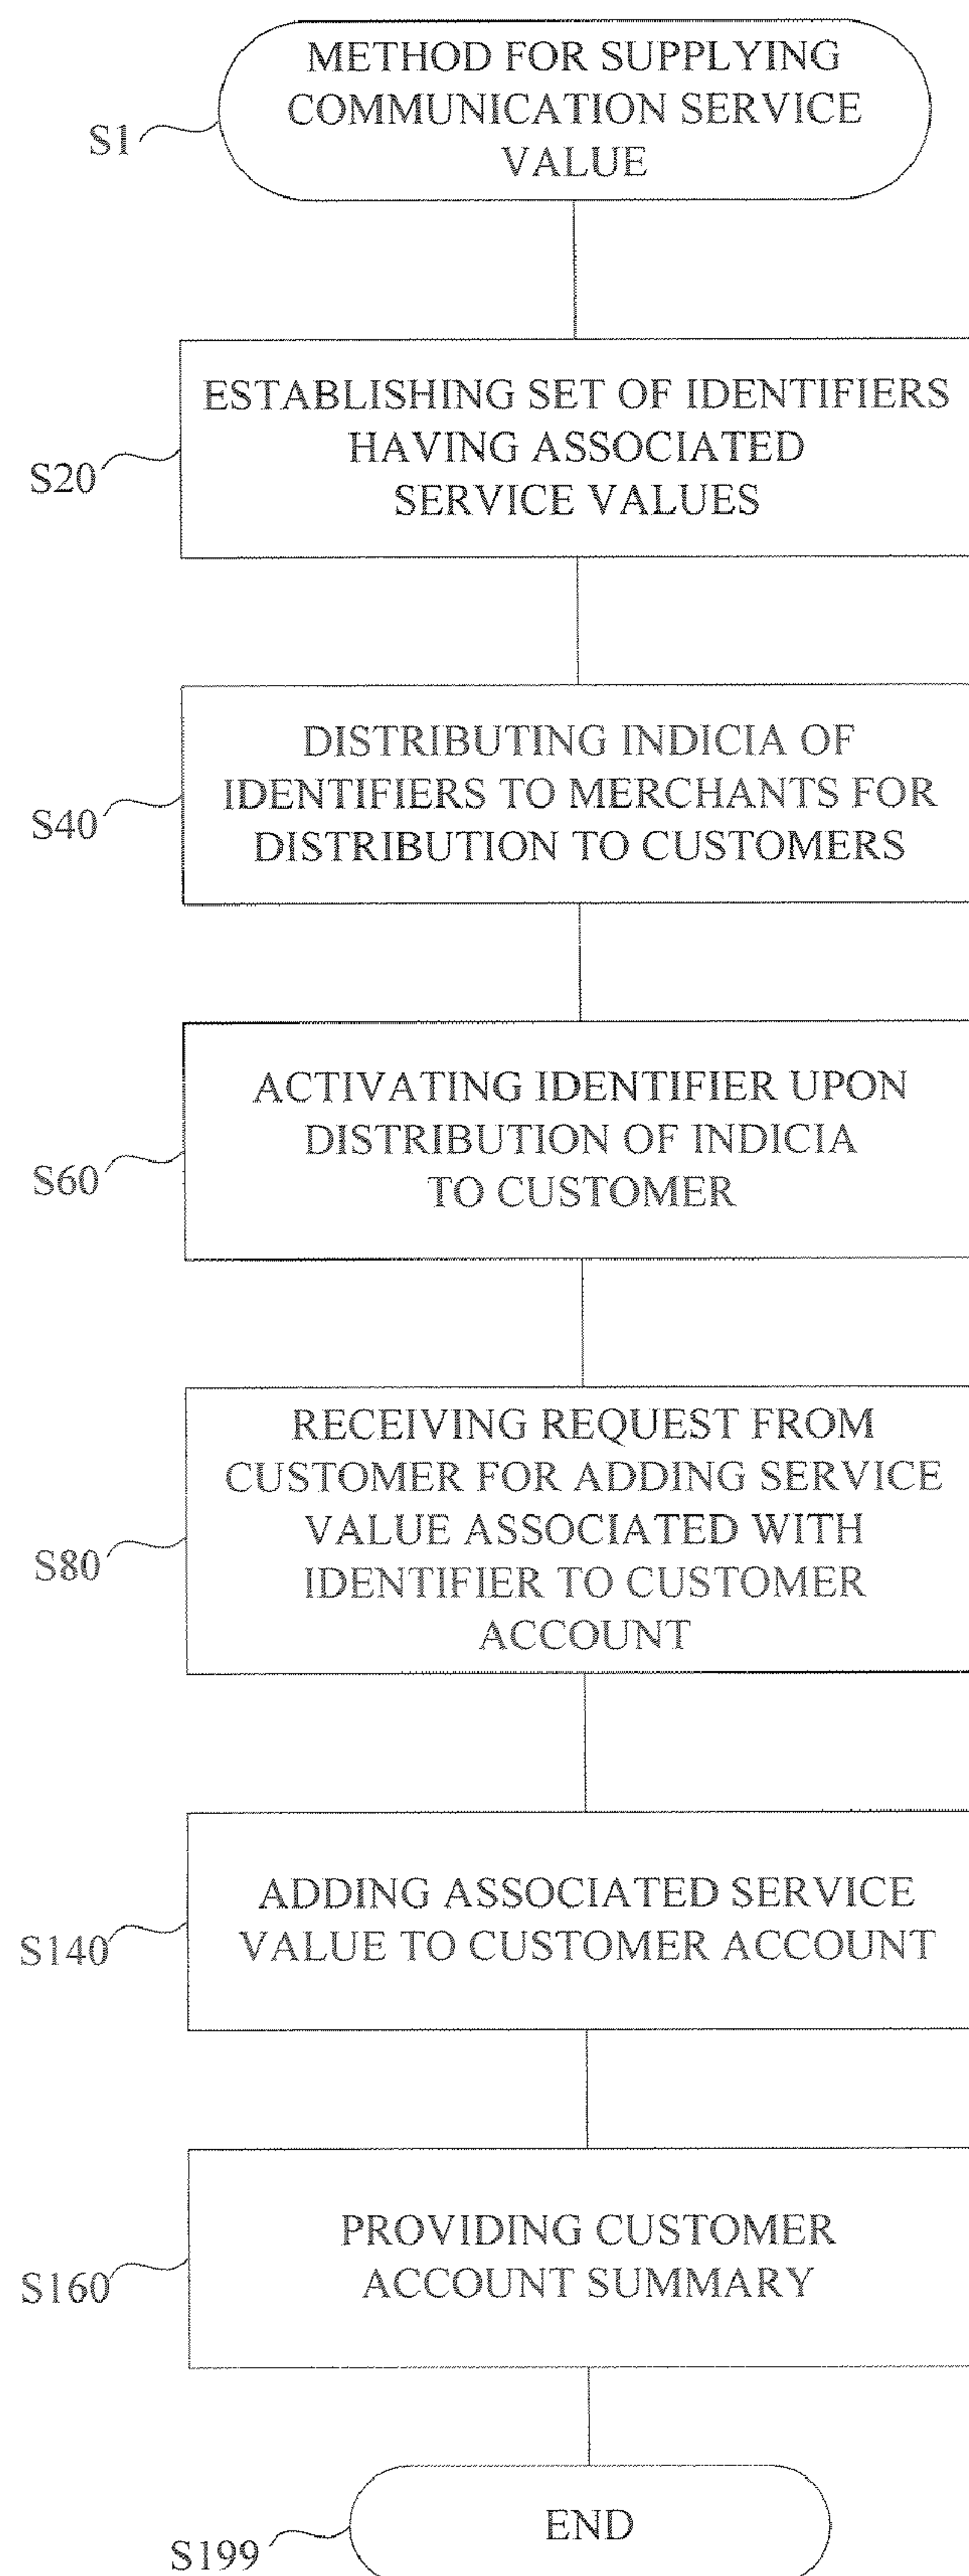 METHOD FOR SUPPLYING
COMMUNICATION SERVICE
VALUE
S1
ESTABLISHING SET OF IDENTIFIERS
HAVING ASSOCIATED
SERVICE VALUES
S20
DISTRIBUTING INDICIA OF
IDENTIFIERS TO MERCHANTS FOR
DISTRIBUTION TO CUSTOMERS
S40
ACTIVATING IDENTIFIER UPON
DISTRIBUTION OF INDICIA
TO CUSTOMER
S60
RECEIVING REQUEST FROM
CUSTOMER FOR ADDING SERVICE
VALUE ASSOCIATED WITH
IDENTIFIER TO CUSTOMER
ACCOUNT
S80
ADDING ASSOCIATED SERVICE
VALUE TO CUSTOMER ACCOUNT
S140
PROVIDING CUSTOMER
ACCOUNT SUMMARY
S160
END
S199